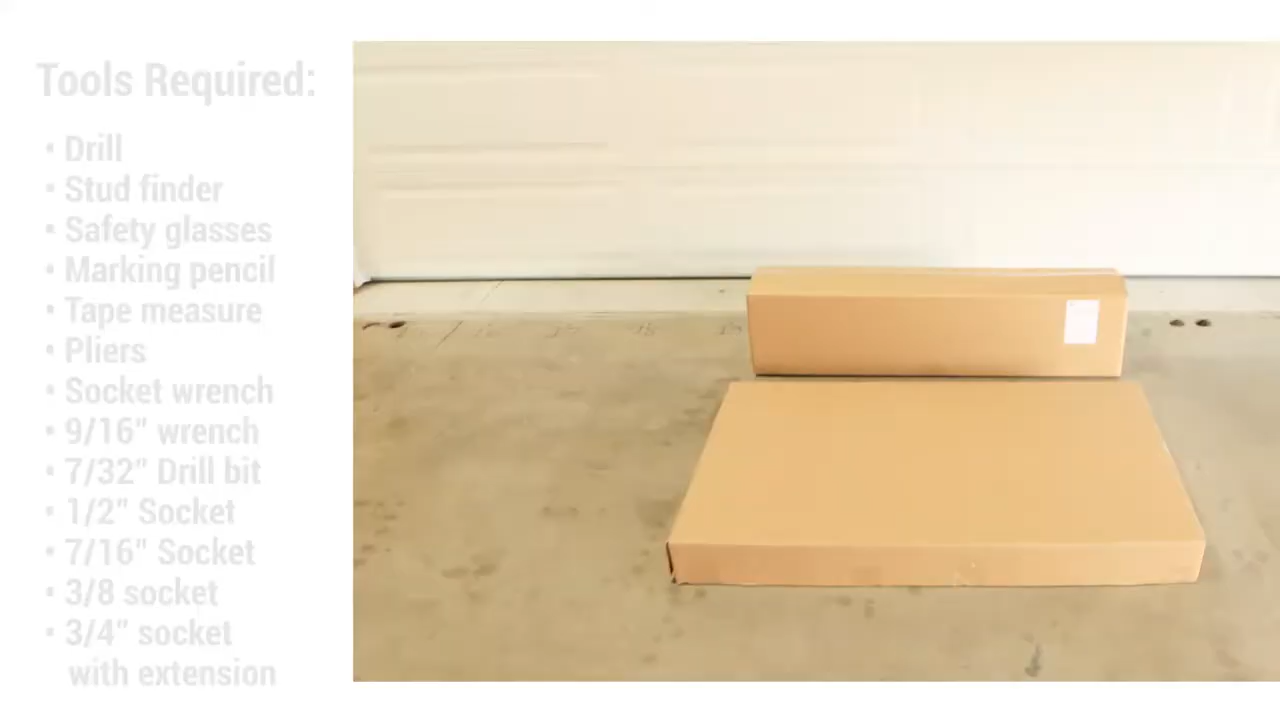 Tools Required:
• Drill
• Stud finder
• Safety glasses
• Marking pencil
• Tape measure
• Pliers
• Socket wrench
• 9/16" wrench
• 7/32" Drill bit
• 1/2" Socket
• 7/16" Socket
• 3/8 socket
• 3/4" socket
with extension